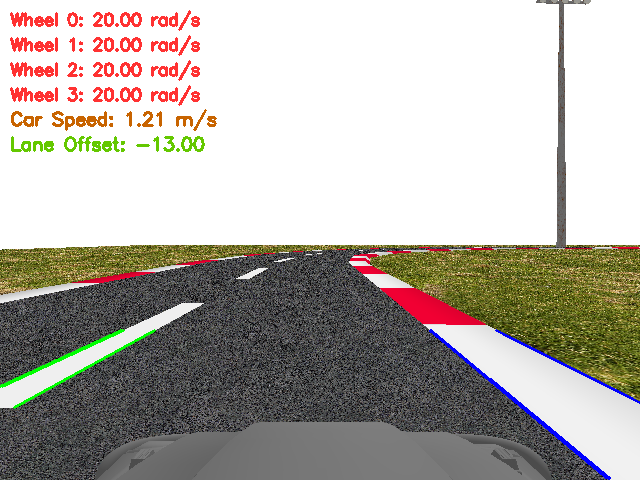 Wheel 0: 20.00 rad/s
Wheel 1: 20.00 rad/s
Wheel 2: 20.00 rad/s
Wheel 3: 20.00 rad/s
Car Speed: 1.21 m/s
Lane Offset: -13.00